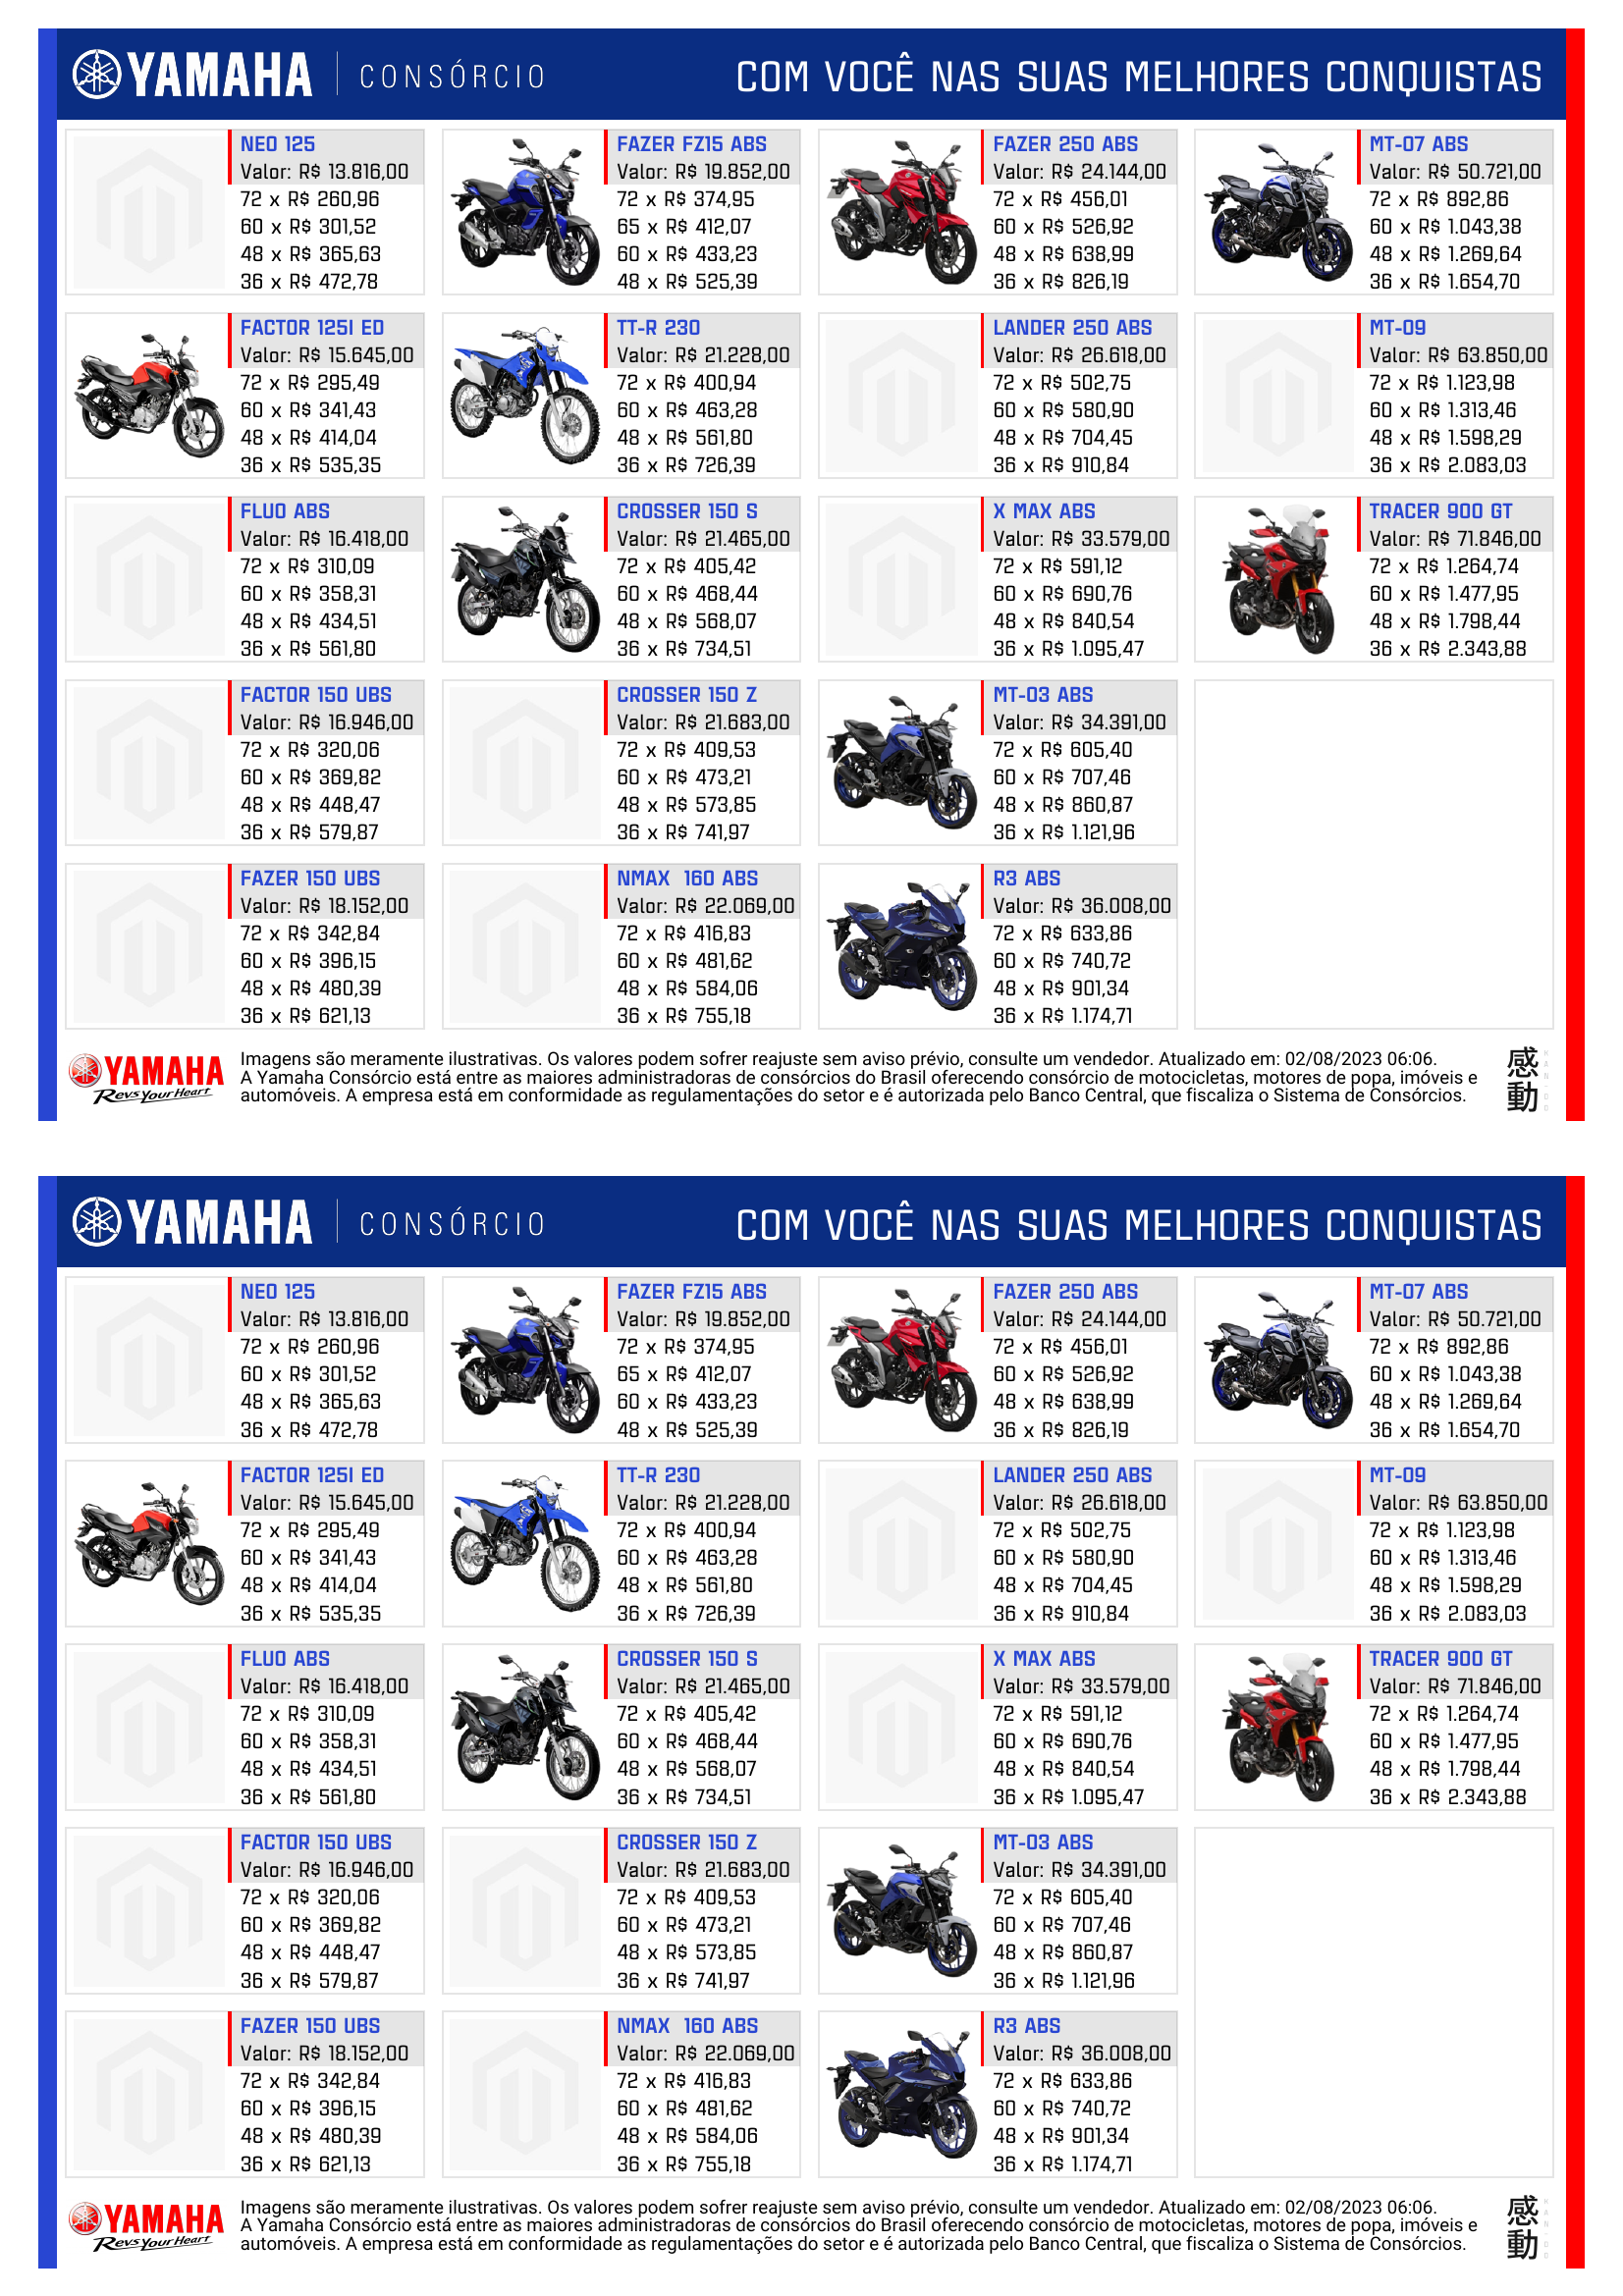 YAMAHA CONSÓRCIO COM VOCÊ NAS SUAS MELHORES CONQUISTAS
NEO 125
Valor: R$ 13.816,00
72 x R$ 260,96
60 x R$ 301,52
48 x R$ 365,63
36 x R$ 472,78
FAZER FZ15 ABS
Valor: R$ 19.852,00
72 x R$ 374,95
65 x R$ 412,07
60 x R$ 433,23
48 x R$ 525,39
FAZER 250 ABS
Valor: R$ 24.144,00
72 x R$ 456,01
60 x R$ 526,92
48 x R$ 638,99
36 x R$ 826,19
MT-07 ABS
Valor: R$ 50.721,00
72 x R$ 892,86
60 x R$ 1.043,38
48 x R$ 1.269,64
36 x R$ 1.654,70
FACTOR 125I ED
Valor: R$ 15.645,00
72 x R$ 295,49
60 x R$ 341,43
48 x R$ 414,04
36 x R$ 535,35
TT-R 230
Valor: R$ 21.228,00
72 x R$ 400,94
60 x R$ 463,28
48 x R$ 561,80
36 x R$ 726,39
LANDER 250 ABS
Valor: R$ 26.618,00
72 x R$ 502,75
60 x R$ 580,90
48 x R$ 704,45
36 x R$ 910,84
MT-09
Valor: R$ 63.850,00
72 x R$ 1.123,98
60 x R$ 1.313,46
48 x R$ 1.598,29
36 x R$ 2.083,03
FLUO ABS
Valor: R$ 16.418,00
72 x R$ 310,09
60 x R$ 358,31
48 x R$ 434,51
36 x R$ 561,80
CROSSER 150 S
Valor: R$ 21.465,00
72 x R$ 405,42
60 x R$ 468,44
48 x R$ 568,07
36 x R$ 734,51
X MAX ABS
Valor: R$ 33.579,00
72 x R$ 591,12
60 x R$ 690,76
48 x R$ 840,54
36 x R$ 1.095,47
TRACER 900 GT
Valor: R$ 71.846,00
72 x R$ 1.264,74
60 x R$ 1.477,95
48 x R$ 1.798,44
36 x R$ 2.343,88
FACTOR 150 UBS
Valor: R$ 16.946,00
72 x R$ 320,06
60 x R$ 369,82
48 x R$ 448,47
36 x R$ 579,87
CROSSER 150 Z
Valor: R$ 21.683,00
72 x R$ 409,53
60 x R$ 473,21
48 x R$ 573,85
36 x R$ 741,97
MT-03 ABS
Valor: R$ 34.391,00
72 x R$ 605,40
60 x R$ 707,46
48 x R$ 860,87
36 x R$ 1.121,96
FAZER 150 UBS
Valor: R$ 18.152,00
72 x R$ 342,84
60 x R$ 396,15
48 x R$ 480,39
36 x R$ 621,13
NMAX 160 ABS
Valor: R$ 22.069,00
72 x R$ 416,83
60 x R$ 481,62
48 x R$ 584,06
36 x R$ 755,18
R3 ABS
Valor: R$ 36.008,00
72 x R$ 633,86
60 x R$ 740,72
48 x R$ 901,34
36 x R$ 1.174,71
YAMAHA
Revs Your Heart
Imagens são meramente ilustrativas. Os valores podem sofrer reajuste sem aviso prévio, consulte um vendedor. Atualizado em: 02/08/2023 06:06.
A Yamaha Consórcio está entre as maiores administradoras de consórcios do Brasil oferecendo consórcio de motocicletas, motores de popa, imóveis e
automóveis. A empresa está em conformidade as regulamentações do setor e é autorizada pelo Banco Central, que fiscaliza o Sistema de Consórcios.
感動
YAMAHA CONSÓRCIO COM VOCÊ NAS SUAS MELHORES CONQUISTAS
NEO 125
Valor: R$ 13.816,00
72 x R$ 260,96
60 x R$ 301,52
48 x R$ 365,63
36 x R$ 472,78
FAZER FZ15 ABS
Valor: R$ 19.852,00
72 x R$ 374,95
65 x R$ 412,07
60 x R$ 433,23
48 x R$ 525,39
FAZER 250 ABS
Valor: R$ 24.144,00
72 x R$ 456,01
60 x R$ 526,92
48 x R$ 638,99
36 x R$ 826,19
MT-07 ABS
Valor: R$ 50.721,00
72 x R$ 892,86
60 x R$ 1.043,38
48 x R$ 1.269,64
36 x R$ 1.654,70
FACTOR 125I ED
Valor: R$ 15.645,00
72 x R$ 295,49
60 x R$ 341,43
48 x R$ 414,04
36 x R$ 535,35
TT-R 230
Valor: R$ 21.228,00
72 x R$ 400,94
60 x R$ 463,28
48 x R$ 561,80
36 x R$ 726,39
LANDER 250 ABS
Valor: R$ 26.618,00
72 x R$ 502,75
60 x R$ 580,90
48 x R$ 704,45
36 x R$ 910,84
MT-09
Valor: R$ 63.850,00
72 x R$ 1.123,98
60 x R$ 1.313,46
48 x R$ 1.598,29
36 x R$ 2.083,03
FLUO ABS
Valor: R$ 16.418,00
72 x R$ 310,09
60 x R$ 358,31
48 x R$ 434,51
36 x R$ 561,80
CROSSER 150 S
Valor: R$ 21.465,00
72 x R$ 405,42
60 x R$ 468,44
48 x R$ 568,07
36 x R$ 734,51
X MAX ABS
Valor: R$ 33.579,00
72 x R$ 591,12
60 x R$ 690,76
48 x R$ 840,54
36 x R$ 1.095,47
TRACER 900 GT
Valor: R$ 71.846,00
72 x R$ 1.264,74
60 x R$ 1.477,95
48 x R$ 1.798,44
36 x R$ 2.343,88
FACTOR 150 UBS
Valor: R$ 16.946,00
72 x R$ 320,06
60 x R$ 369,82
48 x R$ 448,47
36 x R$ 579,87
CROSSER 150 Z
Valor: R$ 21.683,00
72 x R$ 409,53
60 x R$ 473,21
48 x R$ 573,85
36 x R$ 741,97
MT-03 ABS
Valor: R$ 34.391,00
72 x R$ 605,40
60 x R$ 707,46
48 x R$ 860,87
36 x R$ 1.121,96
FAZER 150 UBS
Valor: R$ 18.152,00
72 x R$ 342,84
60 x R$ 396,15
48 x R$ 480,39
36 x R$ 621,13
NMAX 160 ABS
Valor: R$ 22.069,00
72 x R$ 416,83
60 x R$ 481,62
48 x R$ 584,06
36 x R$ 755,18
R3 ABS
Valor: R$ 36.008,00
72 x R$ 633,86
60 x R$ 740,72
48 x R$ 901,34
36 x R$ 1.174,71
YAMAHA
Revs Your Heart
Imagens são meramente ilustrativas. Os valores podem sofrer reajuste sem aviso prévio, consulte um vendedor. Atualizado em: 02/08/2023 06:06.
A Yamaha Consórcio está entre as maiores administradoras de consórcios do Brasil oferecendo consórcio de motocicletas, motores de popa, imóveis e
automóveis. A empresa está em conformidade as regulamentações do setor e é autorizada pelo Banco Central, que fiscaliza o Sistema de Consórcios.
感動